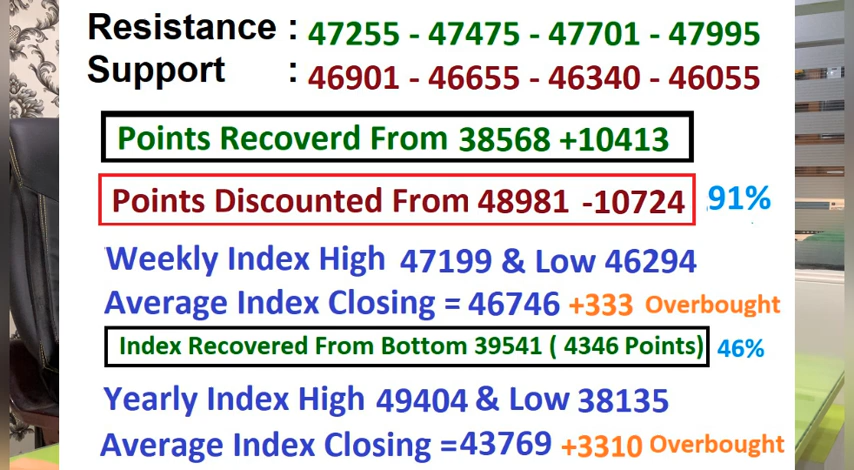 Resistance : 47255 - 47475 - 47701 - 47995
Support : 46901 - 46655 - 46340 - 46055
Points Recoverd From 38568 +10413
Points Discounted From 48981 -10724 91%
Weekly Index High 47199 & Low 46294
Average Index Closing = 46746 +333 Overbought
Index Recovered From Bottom 39541 ( 4346 Points) 46%
Yearly Index High 49404 & Low 38135
Average Index Closing =43769 +3310 Overbought